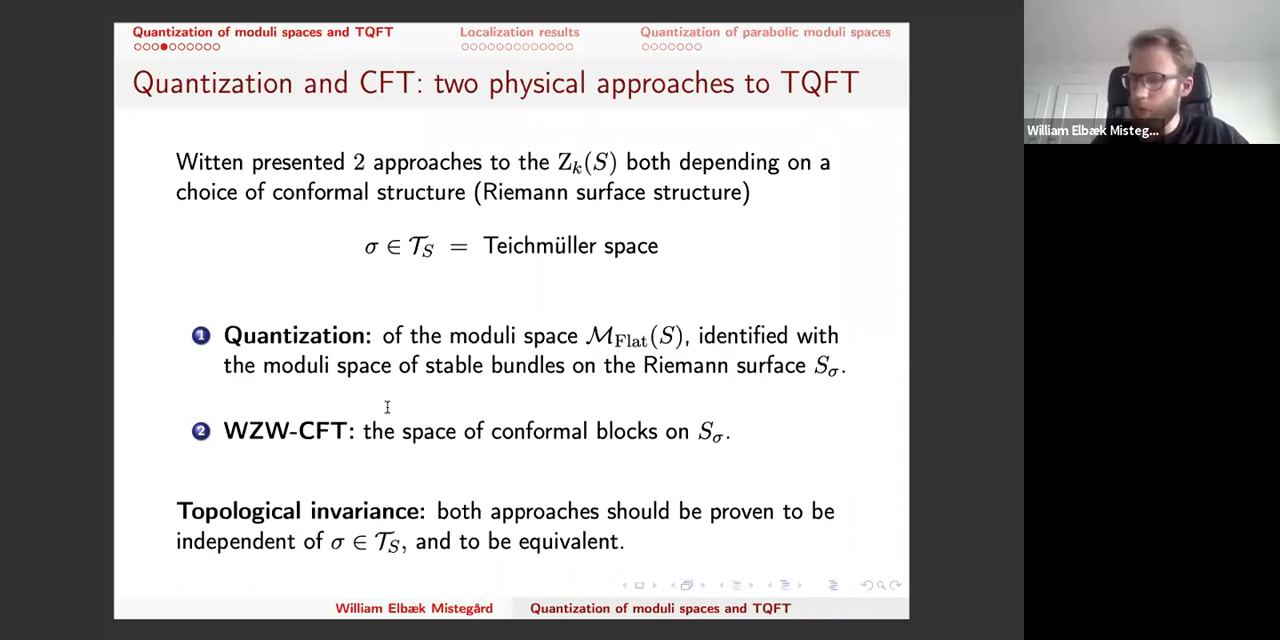 Quantization of moduli spaces and TQFT Localization results Quantization of parabolic moduli spaces
Quantization and CFT: two physical approaches to TQFT
Witten presented 2 approaches to the Z_k(S) both depending on a
choice of conformal structure (Riemann surface structure)
σ ∈ 𝒯_S = Teichmüller space
1 Quantization: of the moduli space ℳ_Flat(S), identified with
the moduli space of stable bundles on the Riemann surface S_σ.
2 WZW-CFT: the space of conformal blocks on S_σ.
Topological invariance: both approaches should be proven to be
independent of σ ∈ 𝒯_S, and to be equivalent.
William Elbæk Mistegård Quantization of moduli spaces and TQFT
William Elbæk Misteg...